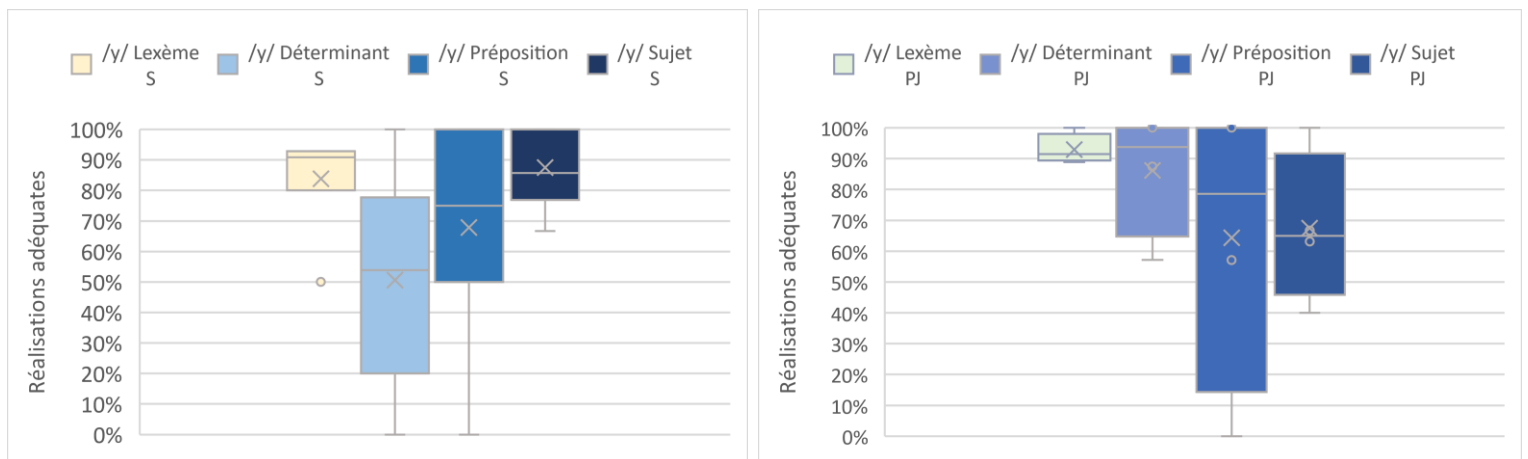 /y/ Lexème S
/y/ Déterminant S
/y/ Préposition S
/y/ Sujet S
Réalisations adéquates
100%
90%
80%
70%
60%
50%
40%
30%
20%
10%
0%
/y/ Lexème PJ
/y/ Déterminant PJ
/y/ Préposition PJ
/y/ Sujet PJ
Réalisations adéquates
100%
90%
80%
70%
60%
50%
40%
30%
20%
10%
0%